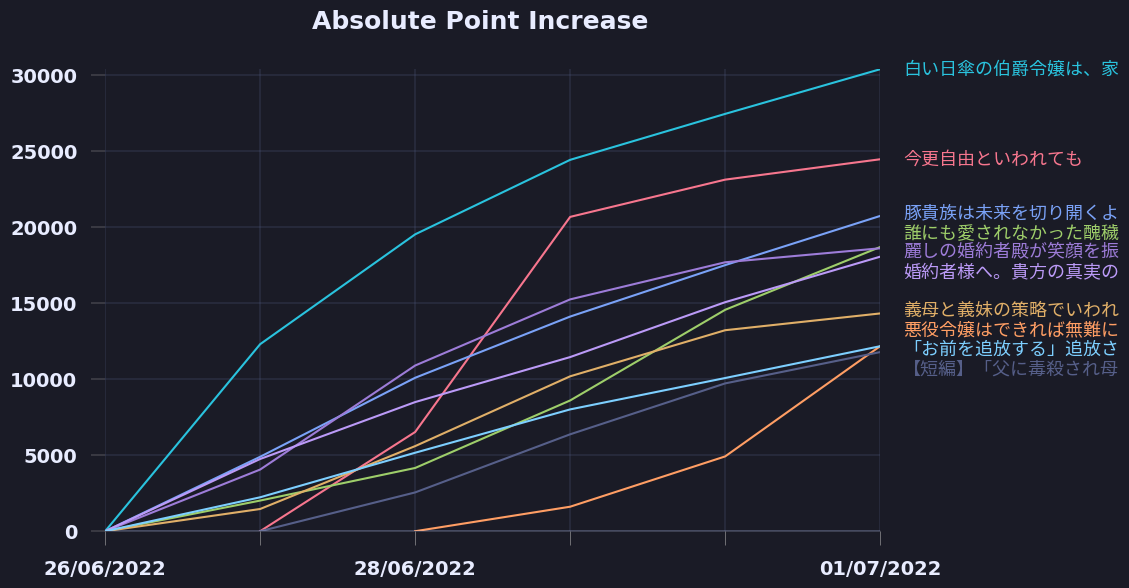 Absolute Point Increase
30000
25000
20000
15000
10000
5000
0
26/06/2022
28/06/2022
01/07/2022
白い日傘の伯爵令嬢は、家
今更自由といわれても
豚貴族は未来を切り開くよ
誰にも愛されなかった醜穢
麗しの婚約者殿が笑顔を振
婚約者様へ。貴方の真実の
義母と義妹の策略でいわれ
悪役令嬢はできれば無難に
「お前を追放する」追放さ
【短編】「父に毒殺され母